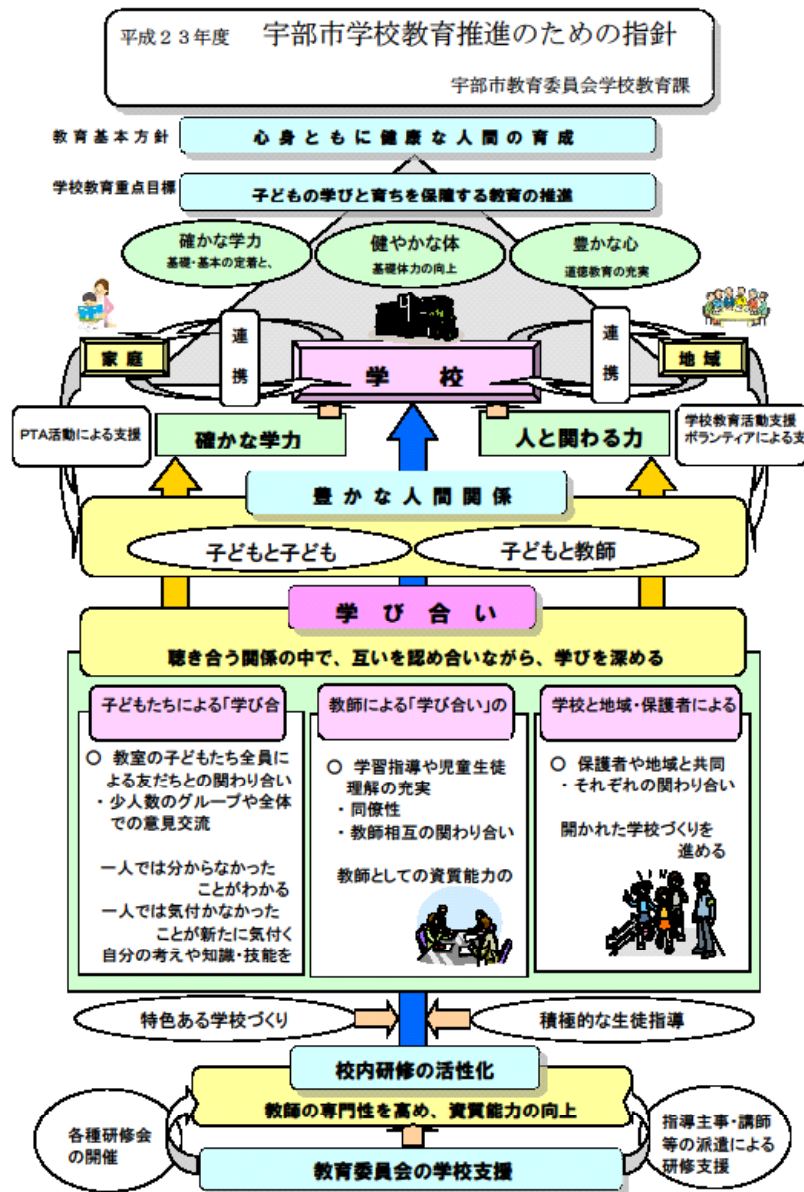 平成２３年度 宇部市学校教育推進のための指針
宇部市教育委員会学校教育課
教育基本方針
心身ともに健康な人間の育成
学校教育重点目標
子どもの学びと育ちを保障する教育の推進
確かな学力
基礎・基本の定着と、
健やかな体
基礎体力の向上
豊かな心
道徳教育の充実
家庭
連携
学校
連携
地域
PTA活動による支援
確かな学力
人と関わる力
学校教育活動支援
ボランティアによる支
豊かな人間関係
子どもと子ども
子どもと教師
学び合い
聴き合う関係の中で、互いを認め合いながら、学びを深める
子どもたちによる「学び合
○ 教室の子どもたち全員に
よる友だちとの関わり合い
・少人数のグループや全体
での意見交流
一人では分からなかった
ことがわかる
一人では気付かなかった
ことが新たに気付く
自分の考えや知識・技能を
教師による「学び合い」の
○ 学習指導や児童生徒
理解の充実
・同僚性
・教師相互の関わり合い
教師としての資質能力の
学校と地域・保護者による
○ 保護者や地域と共同
・それぞれの関わり合い
開かれた学校づくりを
進める
特色ある学校づくり
積極的な生徒指導
校内研修の活性化
教師の専門性を高め、資質能力の向上
各種研修会
の開催
指導主事・講師
等の派遣による
研修支援
教育委員会の学校支援